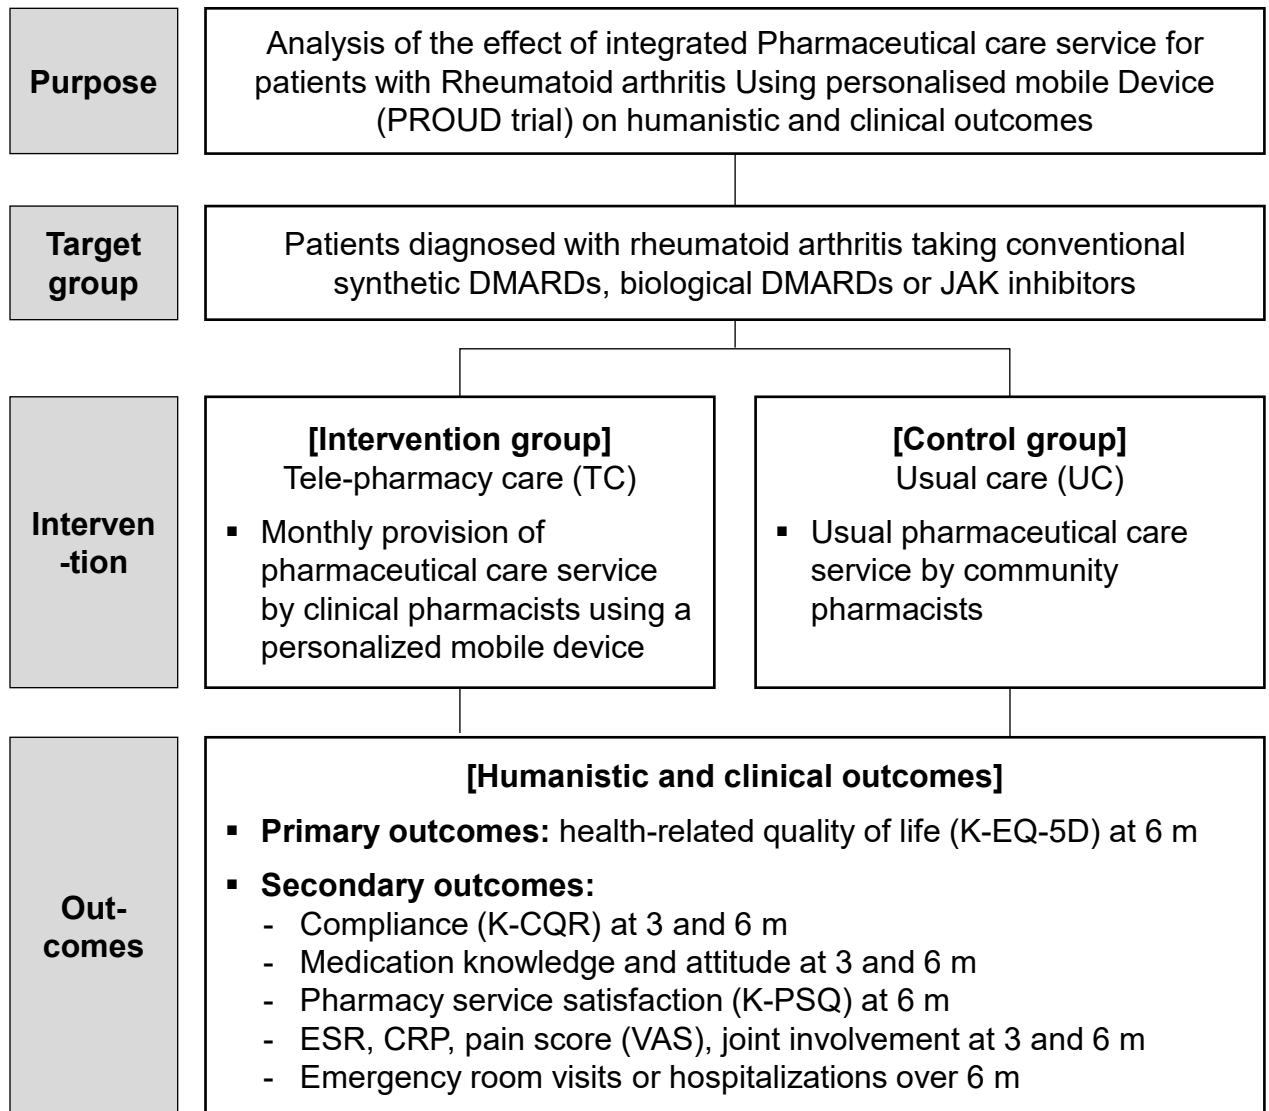 Purpose
Analysis of the effect of integrated Pharmaceutical care service for
patients with Rheumatoid arthritis Using personalised mobile Device
(PROUD trial) on humanistic and clinical outcomes
Target
group
Patients diagnosed with rheumatoid arthritis taking conventional
synthetic DMARDs, biological DMARDs or JAK inhibitors
Interven
-tion
[Intervention group]
Tele-pharmacy care (TC)
▪ Monthly provision of
pharmaceutical care service
by clinical pharmacists using a
personalized mobile device
[Control group]
Usual care (UC)
▪ Usual pharmaceutical care
service by community
pharmacists
Out-
comes
[Humanistic and clinical outcomes]
▪ Primary outcomes: health-related quality of life (K-EQ-5D) at 6 m
▪ Secondary outcomes:
- Compliance (K-CQR) at 3 and 6 m
- Medication knowledge and attitude at 3 and 6 m
- Pharmacy service satisfaction (K-PSQ) at 6 m
- ESR, CRP, pain score (VAS), joint involvement at 3 and 6 m
- Emergency room visits or hospitalizations over 6 m